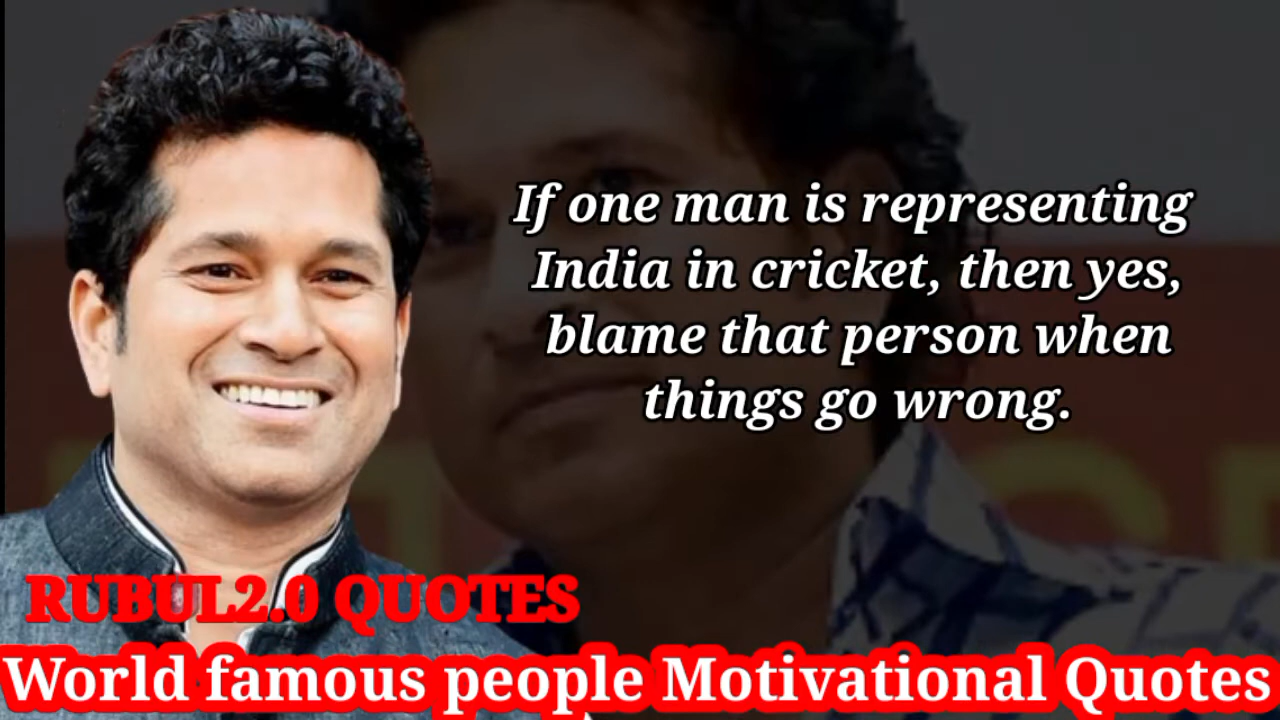 If one man is representing
India in cricket, then yes,
blame that person when
things go wrong.
RUBUL2.0 QUOTES
World famous people Motivational Quotes